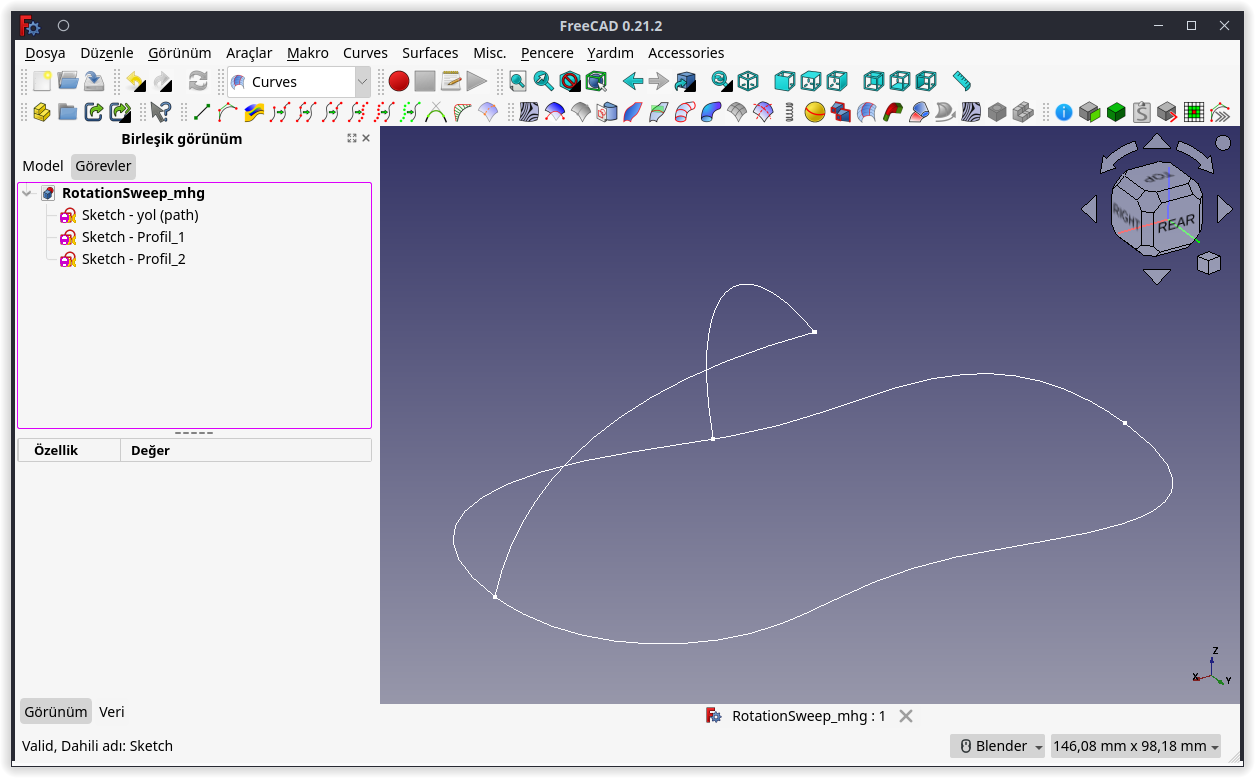 FreeCAD 0.21.2
Dosya Düzenle Görünüm Araçlar Makro Curves Surfaces Misc. Pencere Yardım Accessories
Curves
Birleşik görünüm
Model Görevler
RotationSweep_mhg
Sketch - yol (path)
Sketch - Profil_1
Sketch - Profil_2
Özellik Değer
TOP
RIGHT
REAR
Z
X
Y
Görünüm Veri
RotationSweep_mhg : 1
Valid, Dahili adı: Sketch
Blender
146,08 mm x 98,18 mm